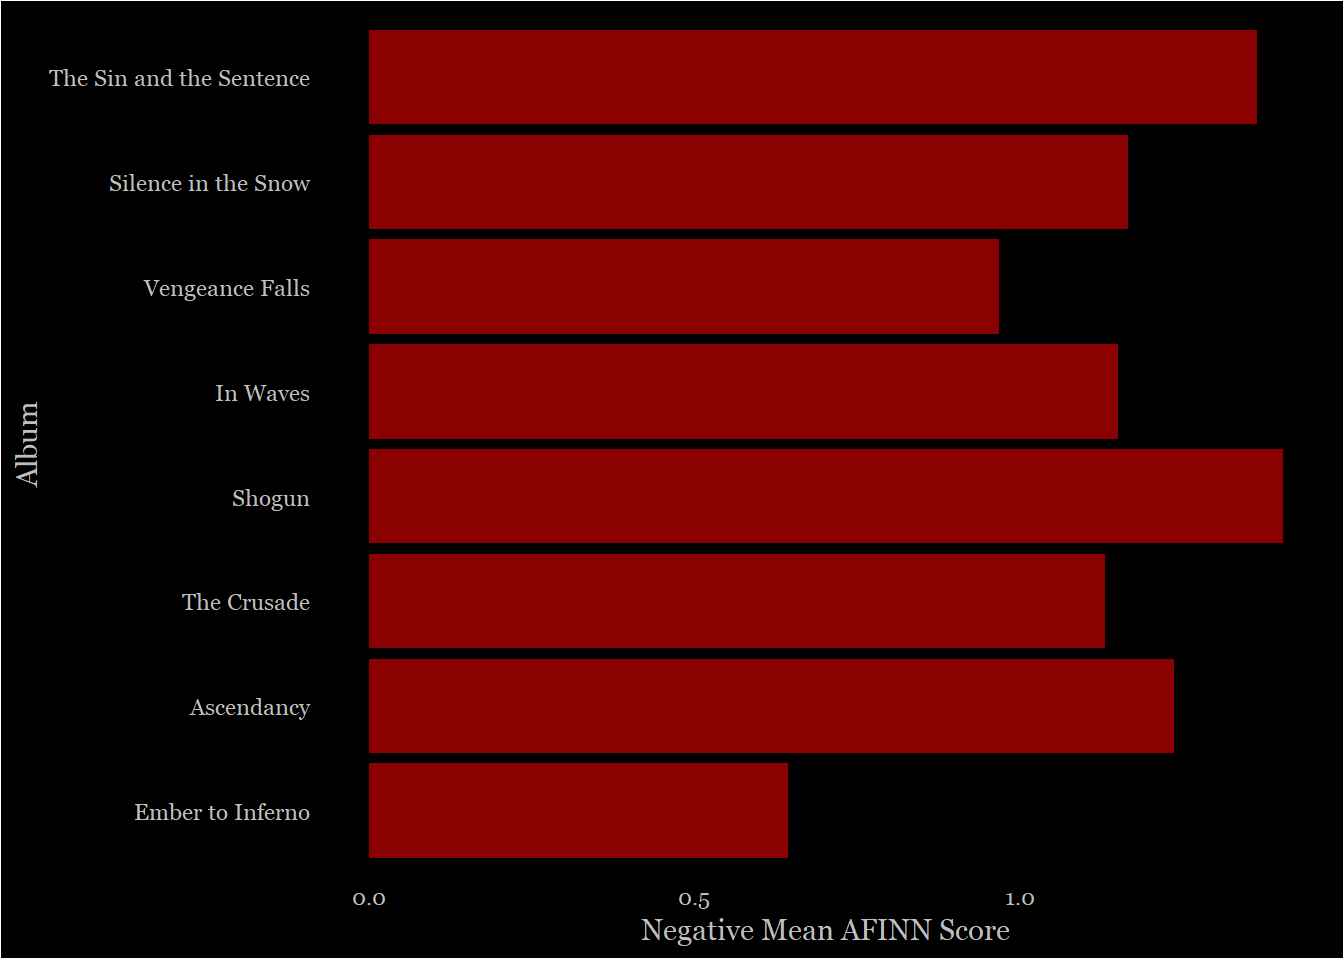 The Sin and the Sentence
Silence in the Snow
Vengeance Falls
In Waves
Album
Shogun
The Crusade
Ascendancy
Ember to Inferno
0.0 0.5 1.0
Negative Mean AFINN Score